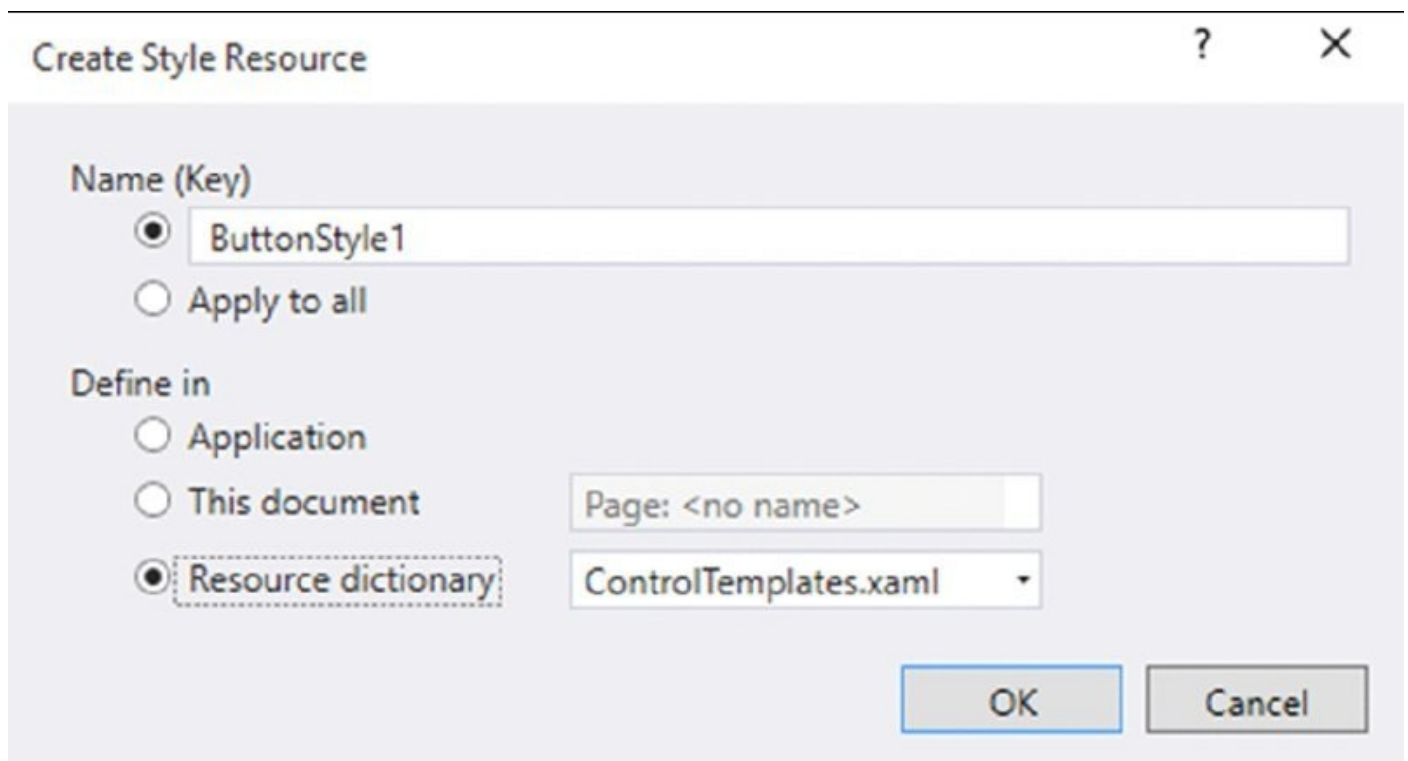 Create Style Resource ?
Name (Key)
ButtonStyle1
Apply to all
Define in
Application
This document Page: <no name>
Resource dictionary ControlTemplates.xaml
OK Cancel